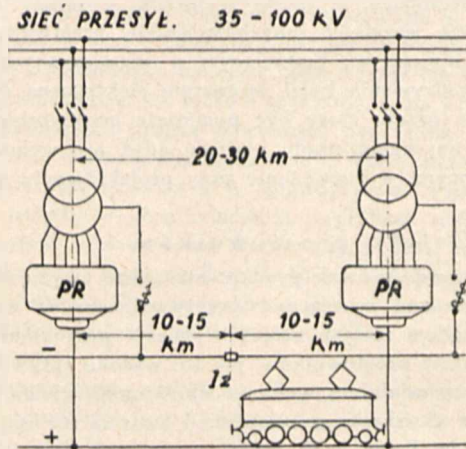 SIEĆ PRZESYŁ. 35-100 kV
20-30 km
PR
PR
10-15 km
10-15 km
-
Iz
+